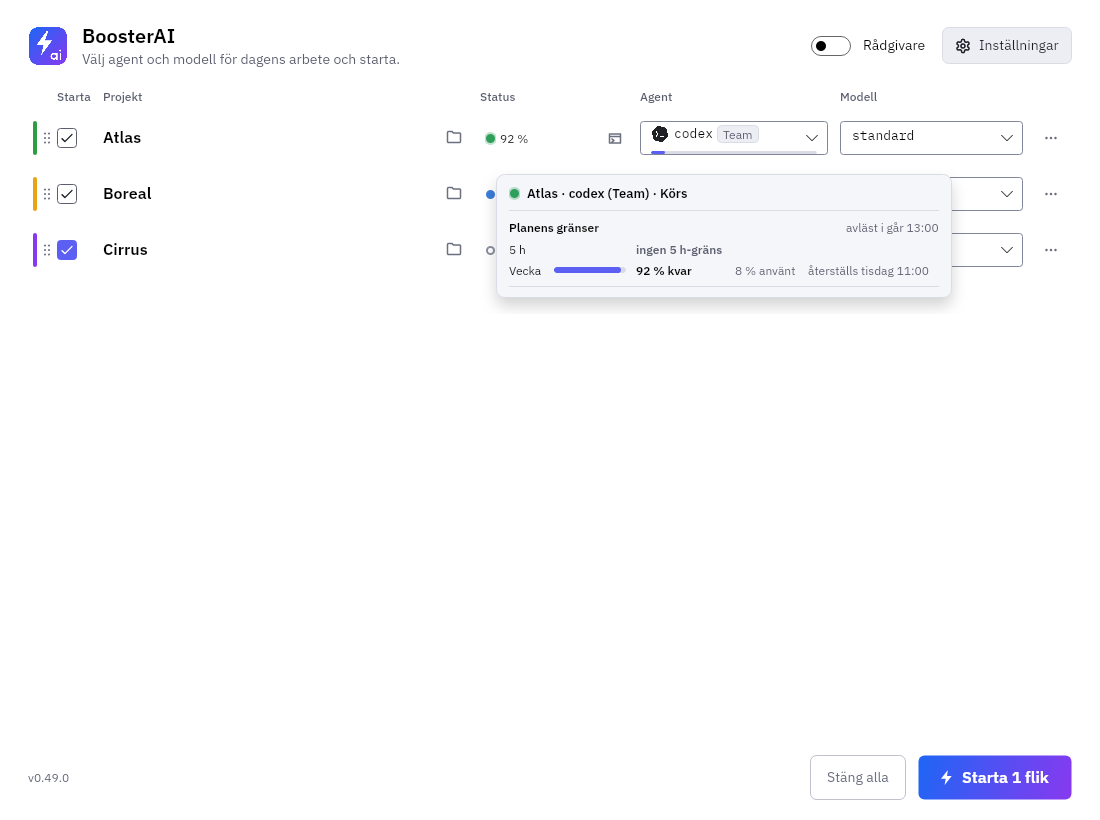 ai
BoosterAI
Välj agent och modell för dagens arbete och starta.
Rådgivare
Inställningar
Starta Projekt Status Agent Modell
Atlas 92 % codex Team standard
Boreal
Cirrus
Atlas · codex (Team) · Körs
Planens gränser avläst i går 13:00
5 h ingen 5 h-gräns
Vecka 92 % kvar 8 % använt återställs tisdag 11:00
v0.49.0
Stäng alla
Starta 1 flik